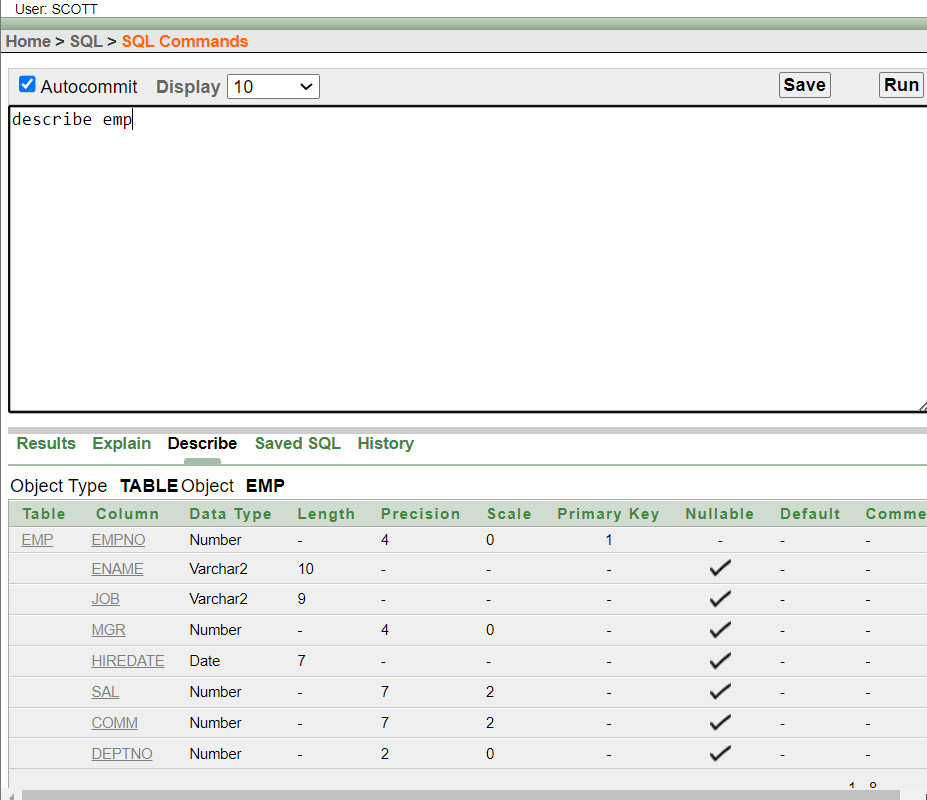 User: SCOTT
Home > SQL > SQL Commands
Autocommit Display 10 Save Run
describe emp
Results Explain Describe Saved SQL History
Object Type TABLE Object EMP
Table Column Data Type Length Precision Scale Primary Key Nullable Default Comme
EMP EMPNO Number - 4 0 1 - - -
ENAME Varchar2 10 - - - - -
JOB Varchar2 9 - - - - -
MGR Number - 4 0 - - -
HIREDATE Date 7 - - - - -
SAL Number - 7 2 - - -
COMM Number - 7 2 - - -
DEPTNO Number - 2 0 - - -